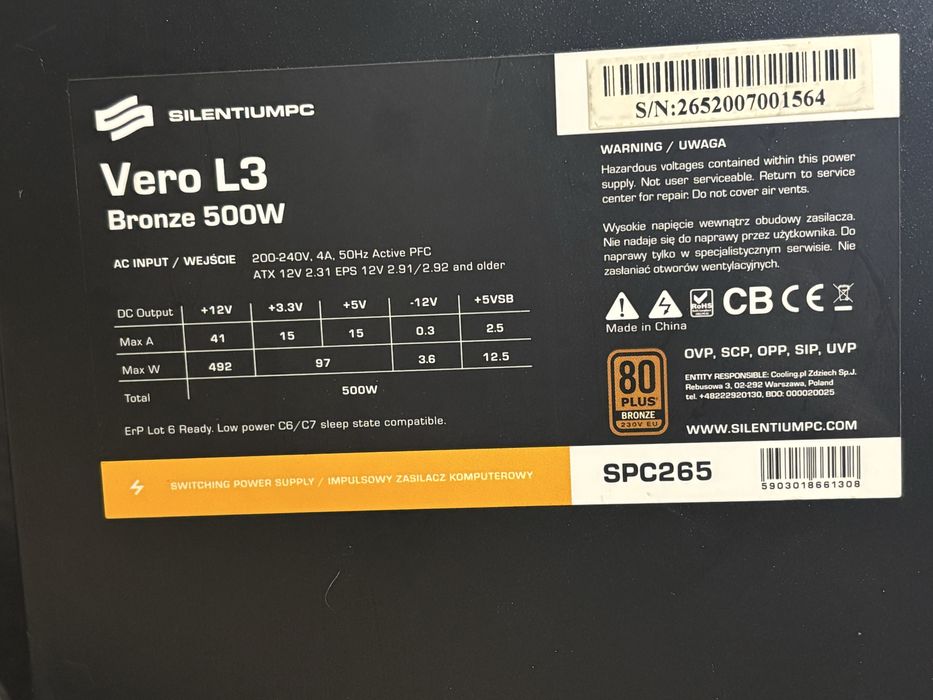 SILENTIUMPC
Vero L3
Bronze 500W
AC INPUT / WEJŚCIE 200-240V, 4A, 50Hz Active PFC
ATX 12V 2.31 EPS 12V 2.91/2.92 and older
DC Output +12V +3.3V +5V -12V +5VSB
Max A 41 15 15 0.3 2.5
Max W 492 97 3.6 12.5
Total 500W
ErP Lot 6 Ready. Low power C6/C7 sleep state compatible.
S/N:2652007001564
WARNING / UWAGA
Hazardous voltages contained within this power
supply. Not user serviceable. Return to service
center for repair. Do not cover air vents.
Wysokie napięcie wewnątrz obudowy zasilacza.
Nie nadaje się do naprawy przez użytkownika. Do
naprawy tylko w specjalistycznym serwisie. Nie
zasłaniać otworów wentylacyjnych.
RoHS
CB CE
Made in China
80
PLUS
BRONZE
230V EU
OVP, SCP, OPP, SIP, UVP
ENTITY RESPONSIBLE: Cooling.pl Zdziech Sp.J.
Rebusowa 3, 02-292 Warszawa, Poland
tel. +48222920130, BDO: 000020025
WWW.SILENTIUMPC.COM
SWITCHING POWER SUPPLY / IMPULSOWY ZASILACZ KOMPUTEROWY
SPC265
5903018661308